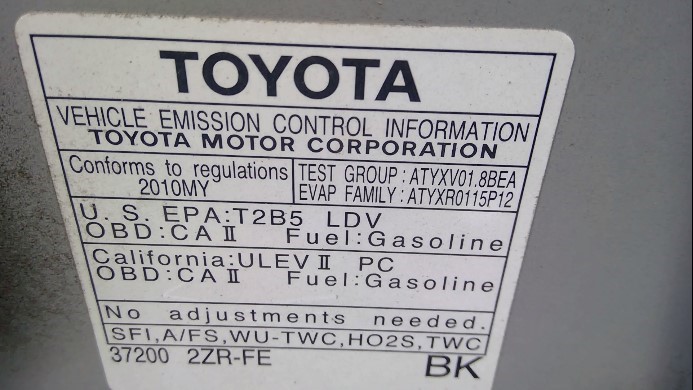 TOYOTA
VEHICLE EMISSION CONTROL INFORMATION
TOYOTA MOTOR CORPORATION
Conforms to regulations
2010MY
TEST GROUP: ATYXV01.8BEA
EVAP FAMILY: ATYXR0115P12
U. S. EPA:T2B5 LDV
OBD:CA II Fuel:Gasoline
California:ULEV II PC
OBD:CA II Fuel:Gasoline
No adjustments needed.
SFI,A/FS,WU-TWC,HO2S,TWC
37200 2ZR-FE BK